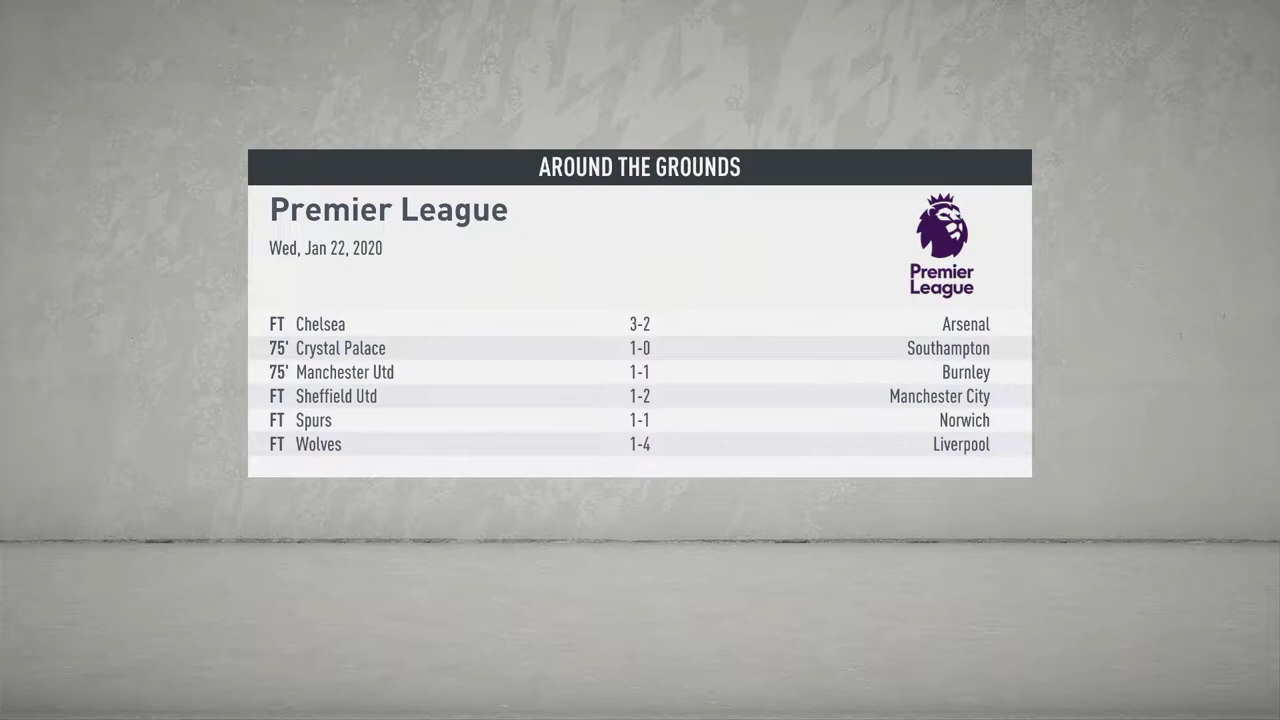 AROUND THE GROUNDS
Premier League
Wed, Jan 22, 2020
Premier
League
FT Chelsea 3-2 Arsenal
75' Crystal Palace 1-0 Southampton
75' Manchester Utd 1-1 Burnley
FT Sheffield Utd 1-2 Manchester City
FT Spurs 1-1 Norwich
FT Wolves 1-4 Liverpool